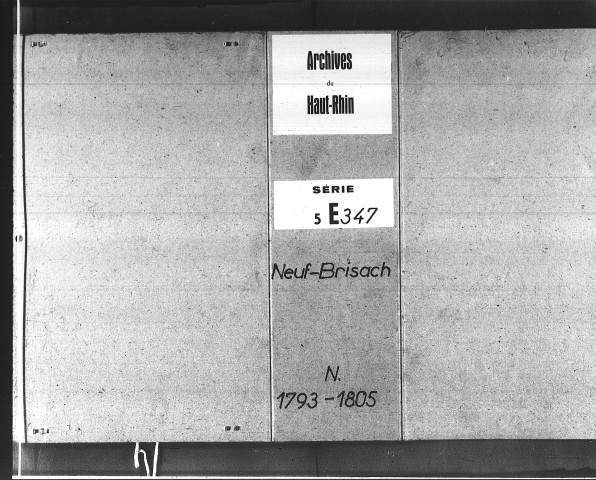 Archives
du
Haut-Rhin
SÉRIE
5 E347
Neuf-Brisach
N.
1793-1805